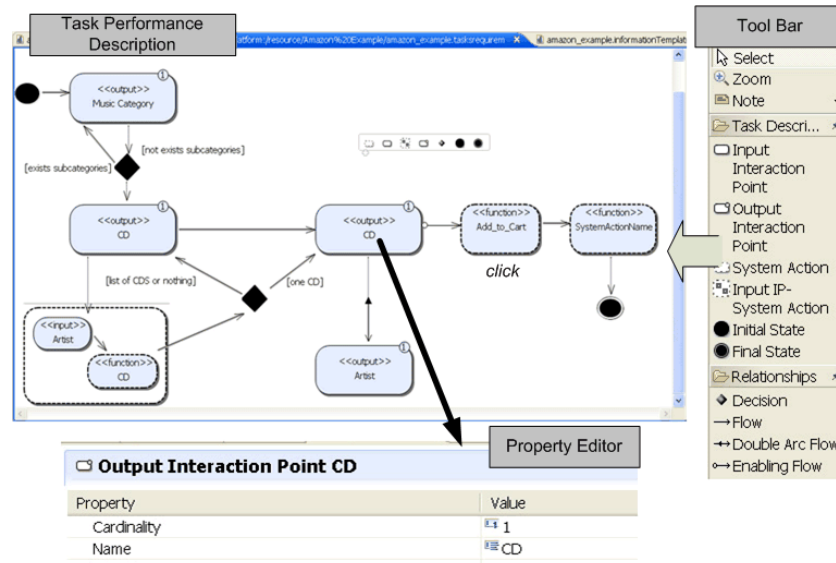 Task Performance
Description
Tool Bar
platform:/resource/Amazon%20Example/amazon_example.tasksrequirem
amazon_example.informationTemplat
<<output>>
Music Category
1
[not exists subcategories]
[exists subcategories]
<<output>>
CD
1
<<output>>
CD
1
<<function>>
Add_to_Cart
click
<<function>>
SystemActionName
[list of CDS or nothing]
[one CD]
<<input>>
Artist
<<function>>
CD
<<output>>
Artist
1
Select
Zoom
Note
Task Descri...
Input
Interaction
Point
Output
Interaction
Point
System Action
Input IP-
System Action
Initial State
Final State
Relationships
Decision
Flow
Double Arc Flow
Enabling Flow
Property Editor
Output Interaction Point CD
Property Value
Cardinality 1
Name CD